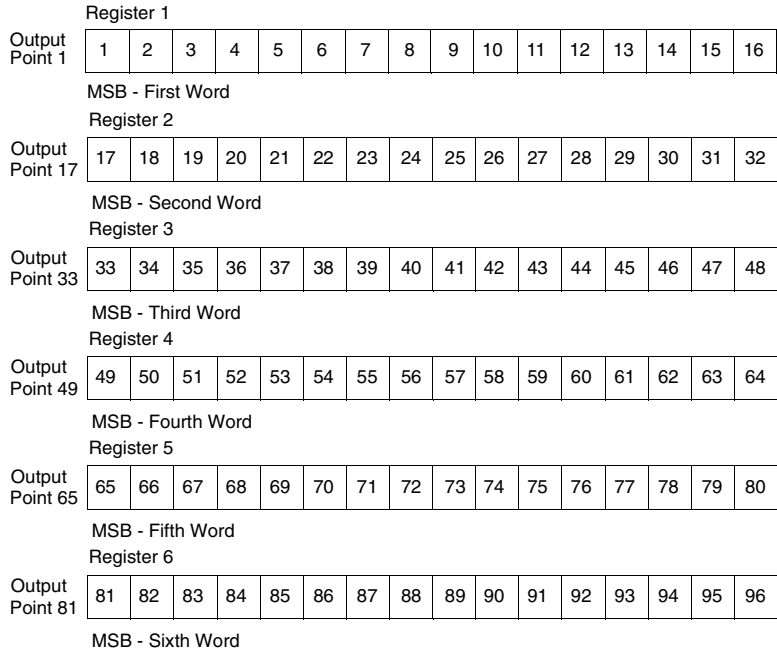 Register 1
Output
Point 1
1 2 3 4 5 6 7 8 9 10 11 12 13 14 15 16
MSB - First Word
Register 2
Output
Point 17
17 18 19 20 21 22 23 24 25 26 27 28 29 30 31 32
MSB - Second Word
Register 3
Output
Point 33
33 34 35 36 37 38 39 40 41 42 43 44 45 46 47 48
MSB - Third Word
Register 4
Output
Point 49
49 50 51 52 53 54 55 56 57 58 59 60 61 62 63 64
MSB - Fourth Word
Register 5
Output
Point 65
65 66 67 68 69 70 71 72 73 74 75 76 77 78 79 80
MSB - Fifth Word
Register 6
Output
Point 81
81 82 83 84 85 86 87 88 89 90 91 92 93 94 95 96
MSB - Sixth Word